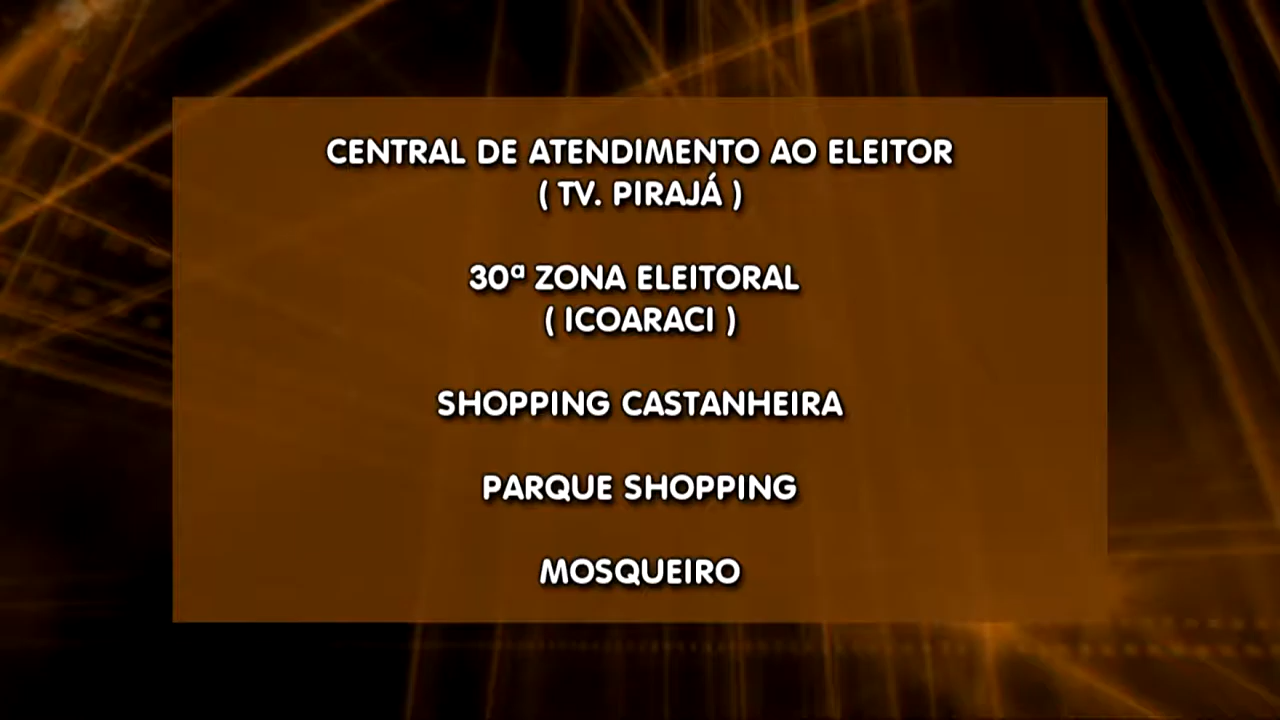 CENTRAL DE ATENDIMENTO AO ELEITOR
( TV. PIRAJÁ )
30ª ZONA ELEITORAL
( ICOARACI )
SHOPPING CASTANHEIRA
PARQUE SHOPPING
MOSQUEIRO